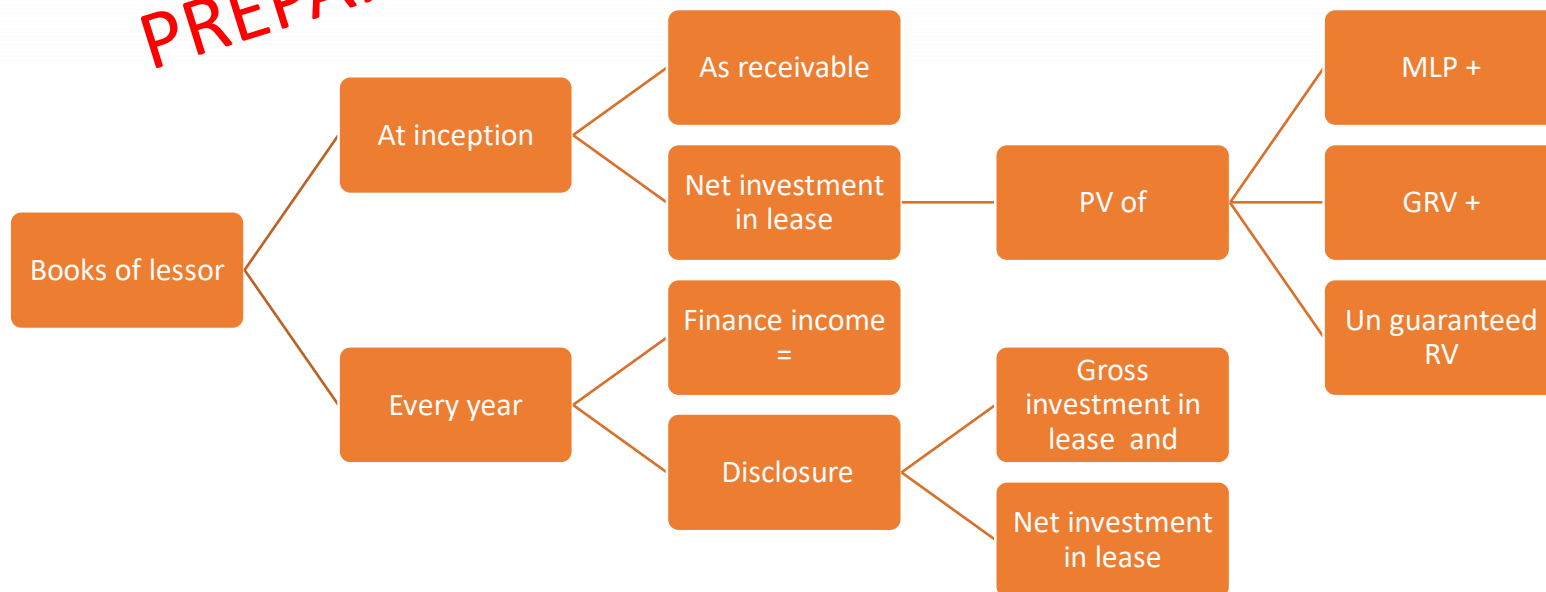 Books of lessor
At inception
As receivable
Net investment
in lease
PV of
MLP +
GRV +
Un guaranteed
RV
Every year
Finance income
=
Disclosure
Gross
investment in
lease and
Net investment
in lease